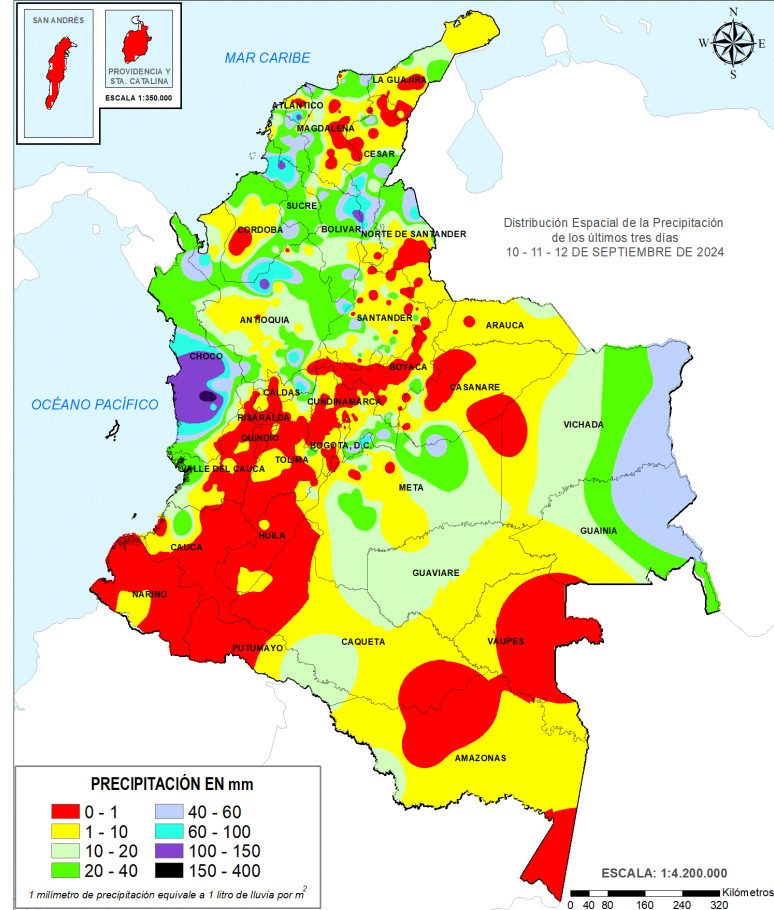 SAN ANDRÉS
PROVIDENCIA Y
STA. CATALINA
ESCALA 1:350.000
MAR CARIBE
N
W E
S
LA GUAJIRA
ATLANTICO
MAGDALENA
CESAR
SUCRE
CORDOBA
BOLIVAR
NORTE DE SANTANDER
Distribución Espacial de la Precipitación
de los últimos tres días
10 - 11 - 12 DE SEPTIEMBRE DE 2024
ANTIOQUIA
SANTANDER
ARAUCA
CHOCO
BOYACA
CASANARE
OCÉANO PACÍFICO
CALDAS
CUNDINAMARCA
RISARALDA
VICHADA
QUINDIO
BOGOTA, D.C.
TOLIMA
VALLE DEL CAUCA
META
GUAINIA
HUILA
CAUCA
GUAVIARE
NARIÑO
PUTUMAYO
CAQUETA
VAUPES
AMAZONAS
PRECIPITACIÓN EN mm
0 - 1 40 - 60
1 - 10 60 - 100
10 - 20 100 - 150
20 - 40 150 - 400
1 milímetro de precipitación equivale a 1 litro de lluvia por m²
ESCALA: 1:4.200.000
Kilómetros
0 40 80 160 240 320